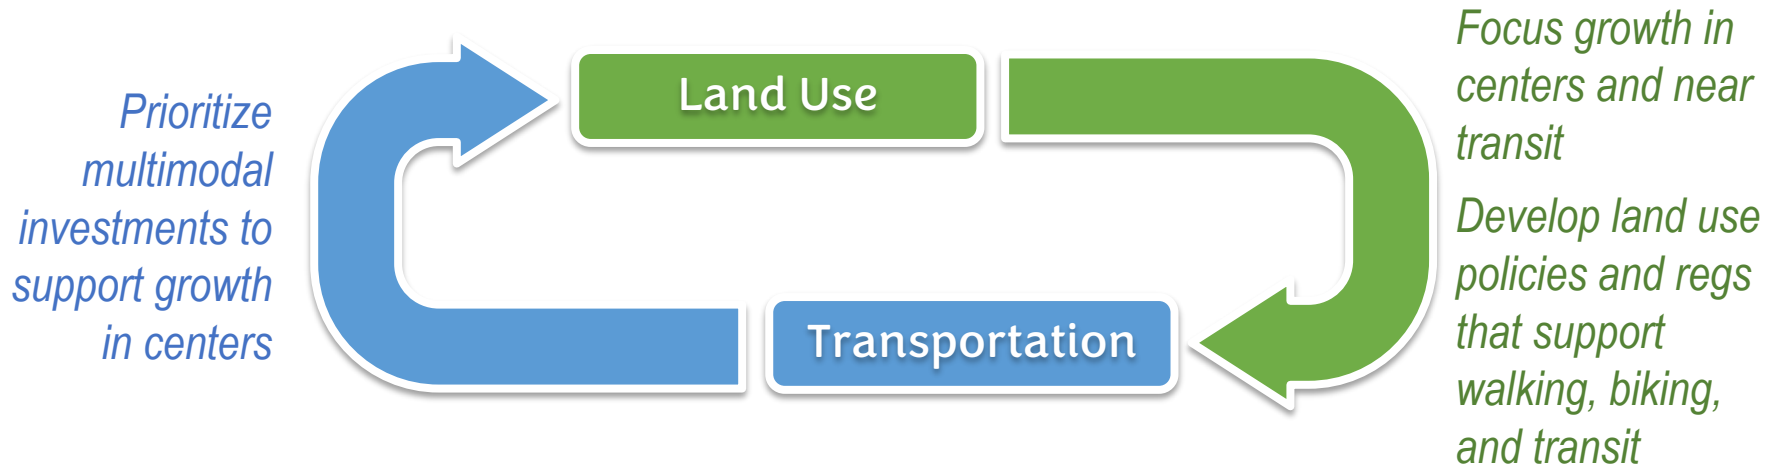 Prioritize
multimodal
investments to
support growth
in centers
Land Use
Transportation
Focus growth in
centers and near
transit
Develop land use
policies and regs
that support
walking, biking,
and transit